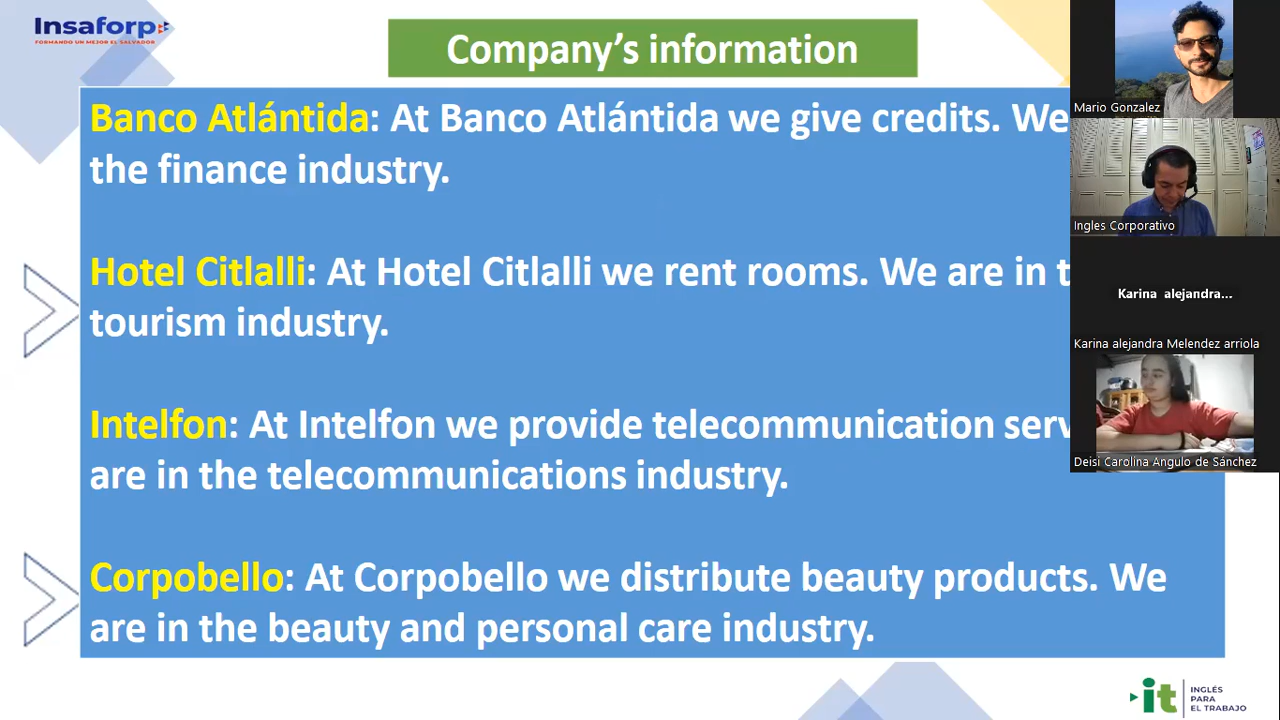 Insaforp
FORMANDO UN MEJOR EL SALVADOR
Company's information
Banco Atlántida: At Banco Atlántida we give credits. We
the finance industry.
Hotel Citlalli: At Hotel Citlalli we rent rooms. We are in
tourism industry.
Intelfon: At Intelfon we provide telecommunication
are in the telecommunications industry.
Corpobello: At Corpobello we distribute beauty products. We
are in the beauty and personal care industry.
Mario Gonzalez
Ingles Corporativo
Karina alejandra...
Karina alejandra Melendez arriola
Deisi Carolina Angulo de Sánchez
it
INGLÉS
PARA
EL TRABAJO